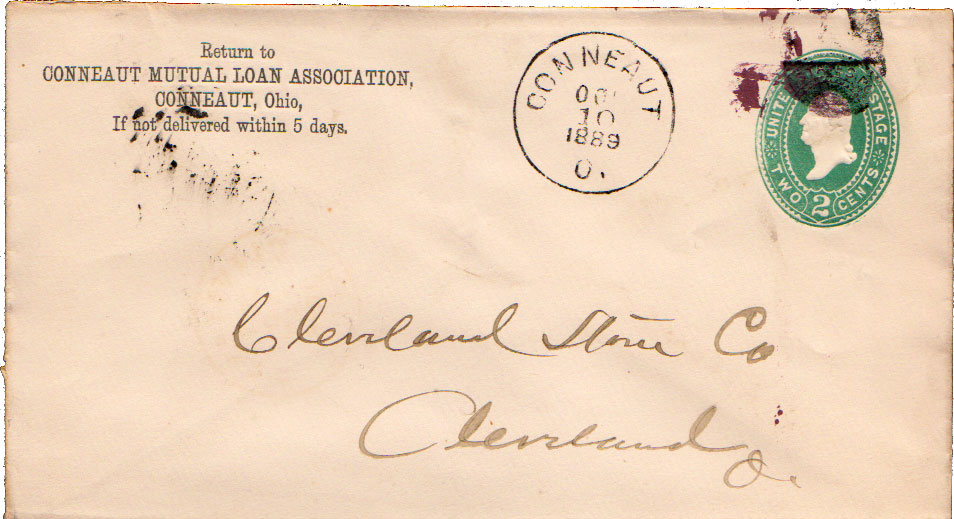 Return to
CONNEAUT MUTUAL LOAN ASSOCIATION,
CONNEAUT, Ohio,
If not delivered within 5 days.
CONNEAUT
OCT
10
1889
O.
UNITED POSTAGE
TWO 2 CENTS
Cleveland Stone Co
Cleveland
O.